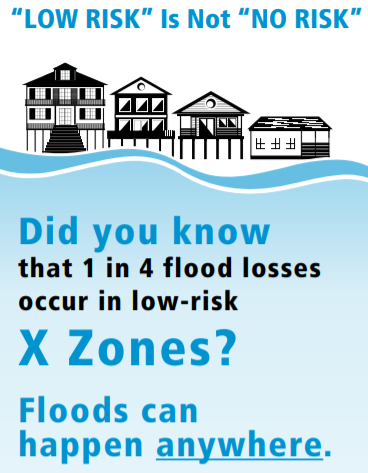 “LOW RISK” Is Not “NO RISK”
Did you know
that 1 in 4 flood losses
occur in low-risk
X Zones?
Floods can
happen anywhere.